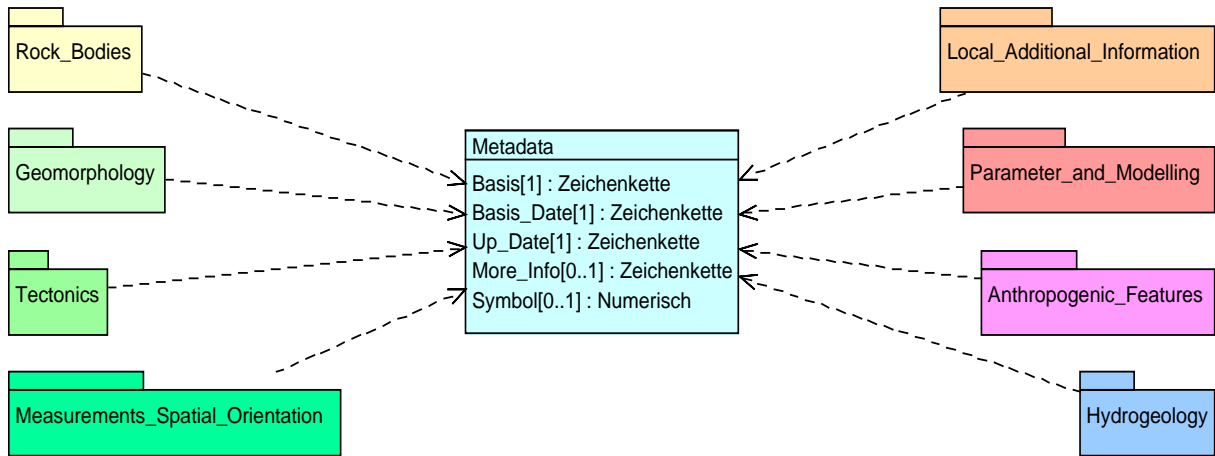 Rock_Bodies
Geomorphology
Tectonics
Measurements_Spatial_Orientation
Metadata
Basis[1] : Zeichenkette
Basis_Date[1] : Zeichenkette
Up_Date[1] : Zeichenkette
More_Info[0..1] : Zeichenkette
Symbol[0..1] : Numerisch
Local_Additional_Information
Parameter_and_Modelling
Anthropogenic_Features
Hydrogeology